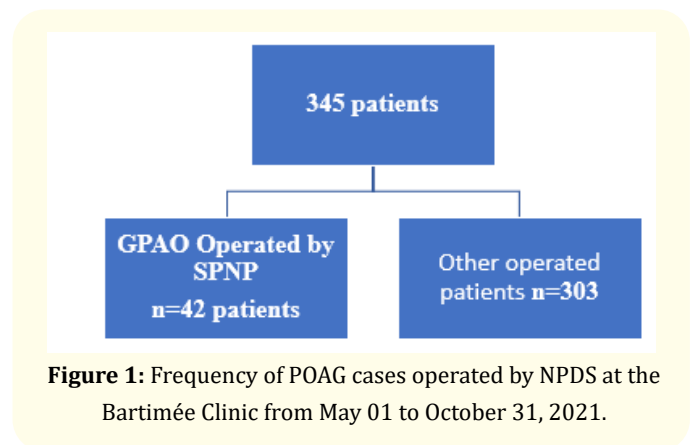 345 patients
GPAO Operated by
SPNP
n=42 patients
Other operated
patients n=303
Figure 1: Frequency of POAG cases operated by NPDS at the
Bartimée Clinic from May 01 to October 31, 2021.